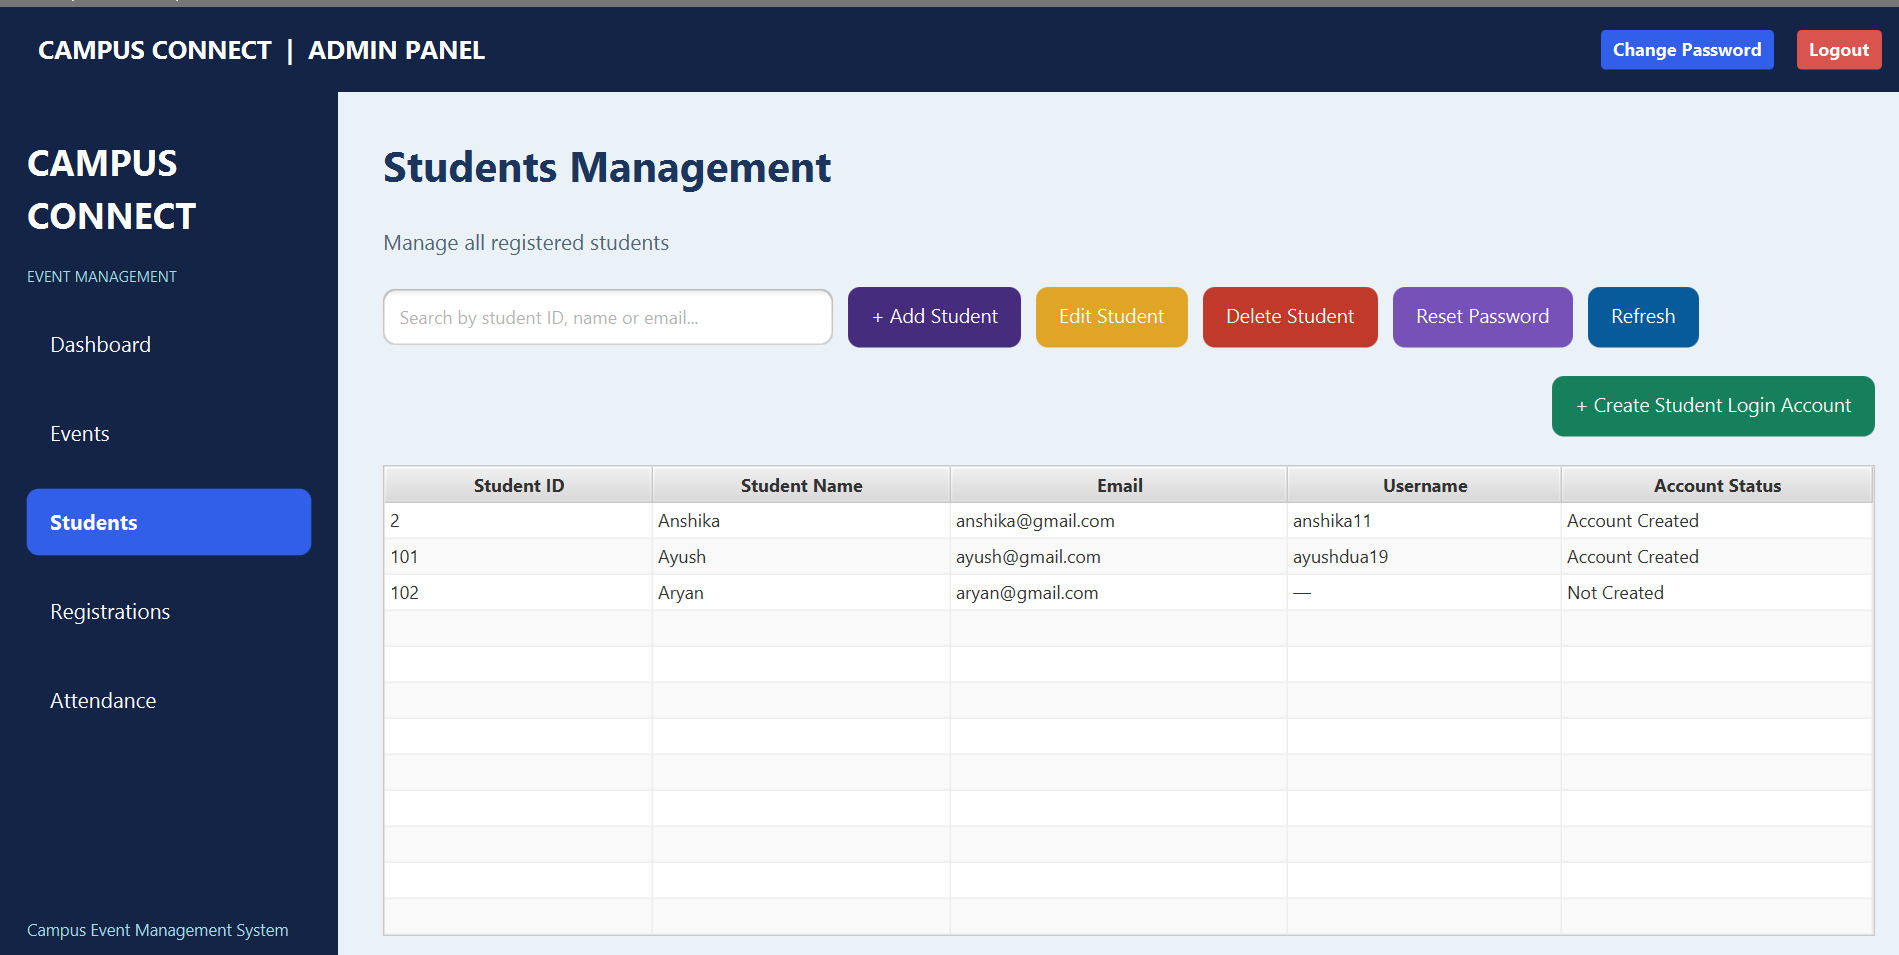 CAMPUS CONNECT | ADMIN PANEL
Change Password
Logout
CAMPUS
CONNECT
EVENT MANAGEMENT
Dashboard
Events
Students
Registrations
Attendance
Campus Event Management System
Students Management
Manage all registered students
Search by student ID, name or email...
+ Add Student
Edit Student
Delete Student
Reset Password
Refresh
+ Create Student Login Account
Student ID Student Name Email Username Account Status
2 Anshika anshika@gmail.com anshika11 Account Created
101 Ayush ayush@gmail.com ayushdua19 Account Created
102 Aryan aryan@gmail.com — Not Created